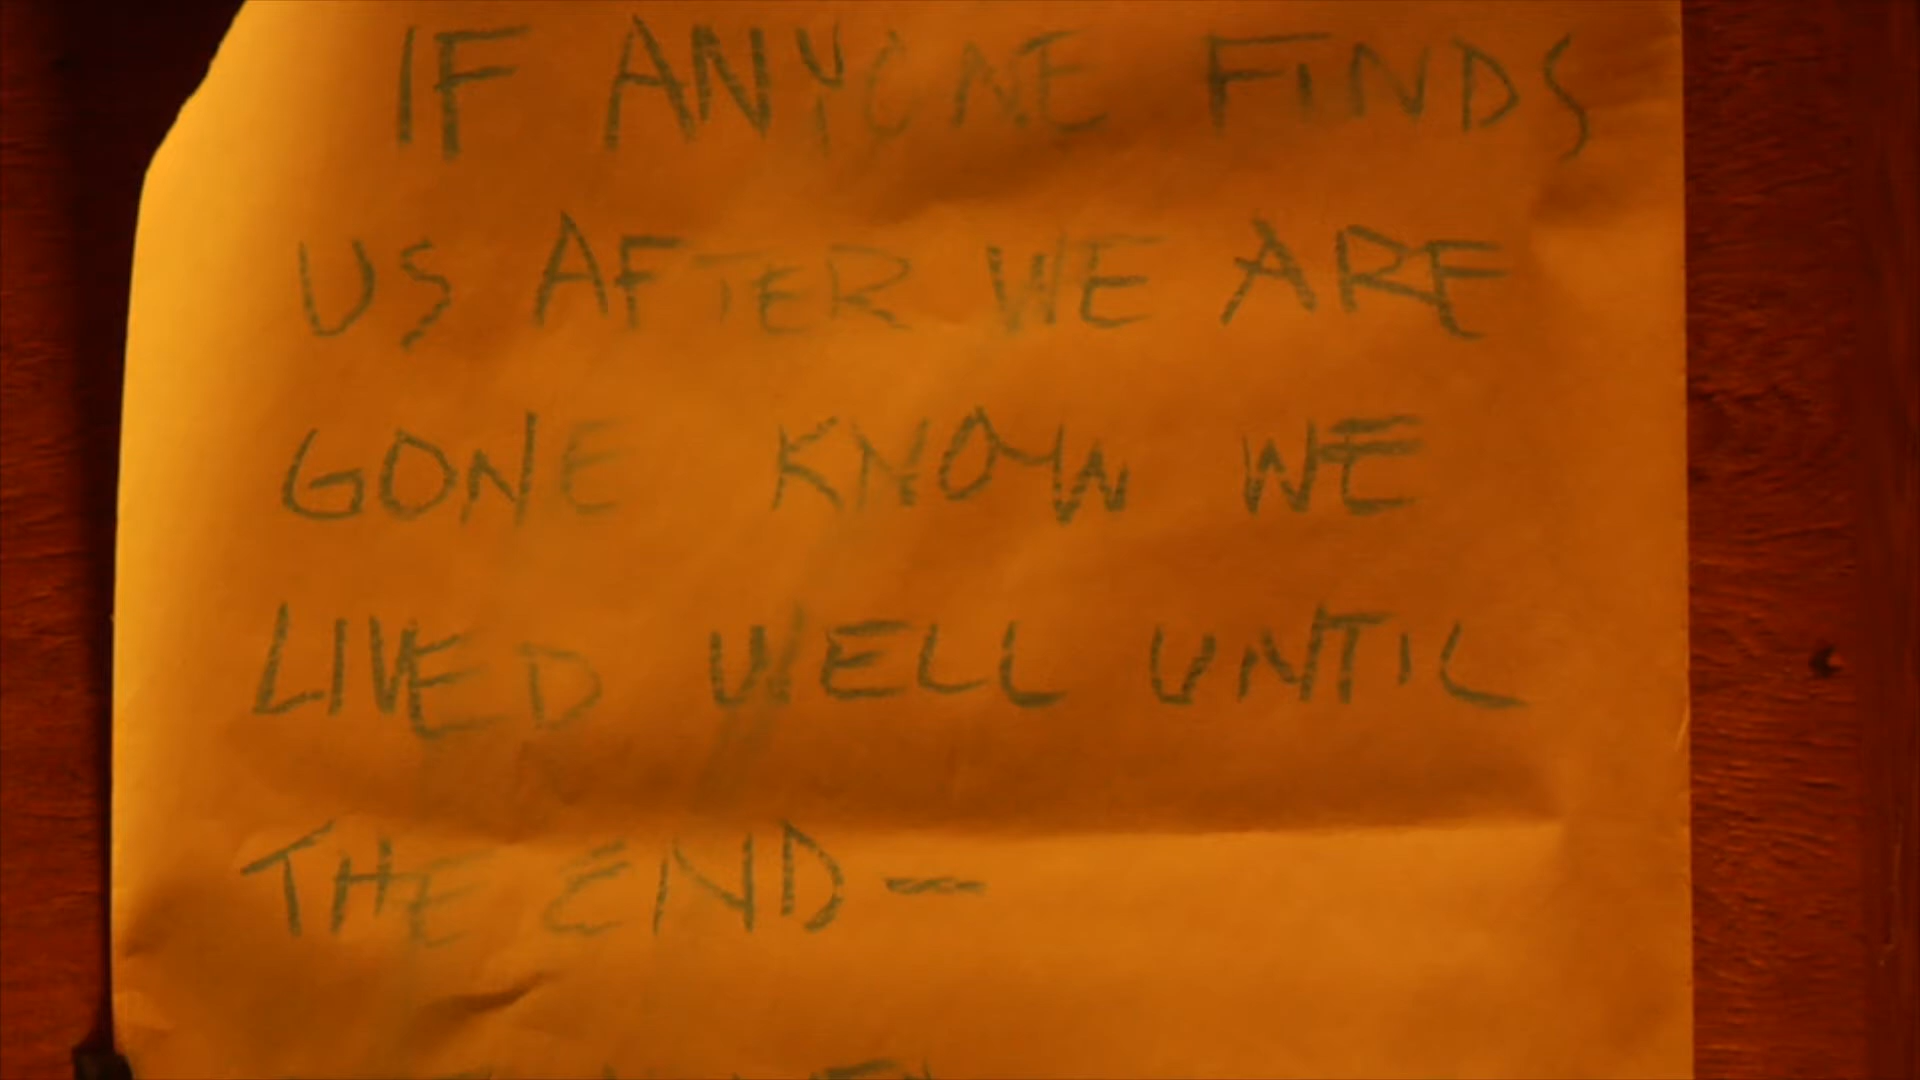 IF ANYONE FINDS
US AFTER WE ARE
GONE KNOW WE
LIVED WELL UNTIL
THE END—